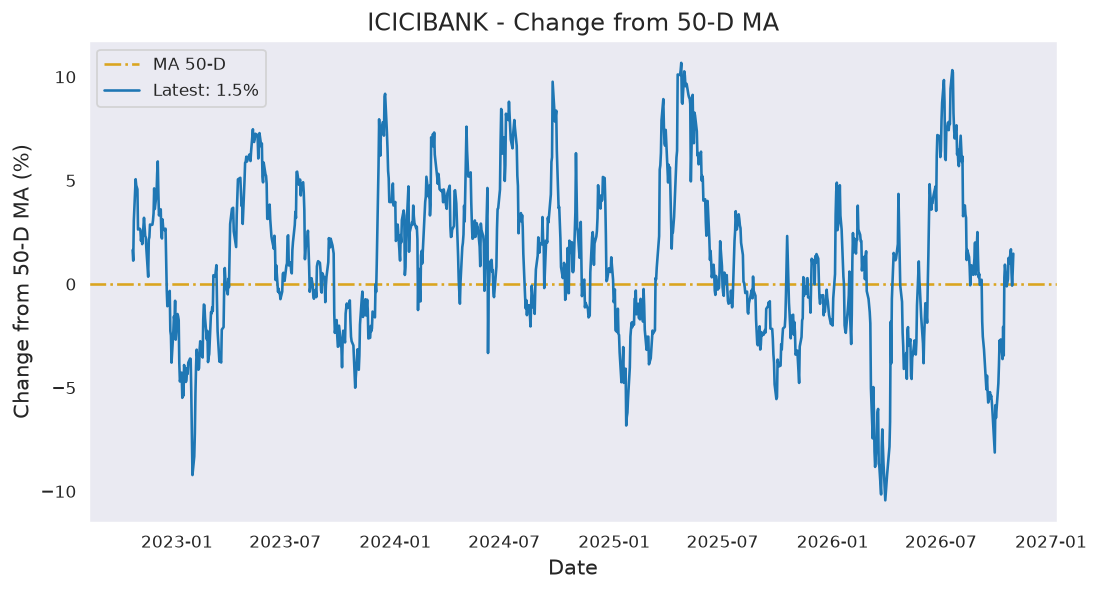 ICICIBANK - Change from 50-D MA
MA 50-D
Latest: 1.5%
Change from 50-D MA (%)
10
5
0
−5
−10
2023-01
2023-07
2024-01
2024-07
2025-01
2025-07
2026-01
2026-07
2027-01
Date